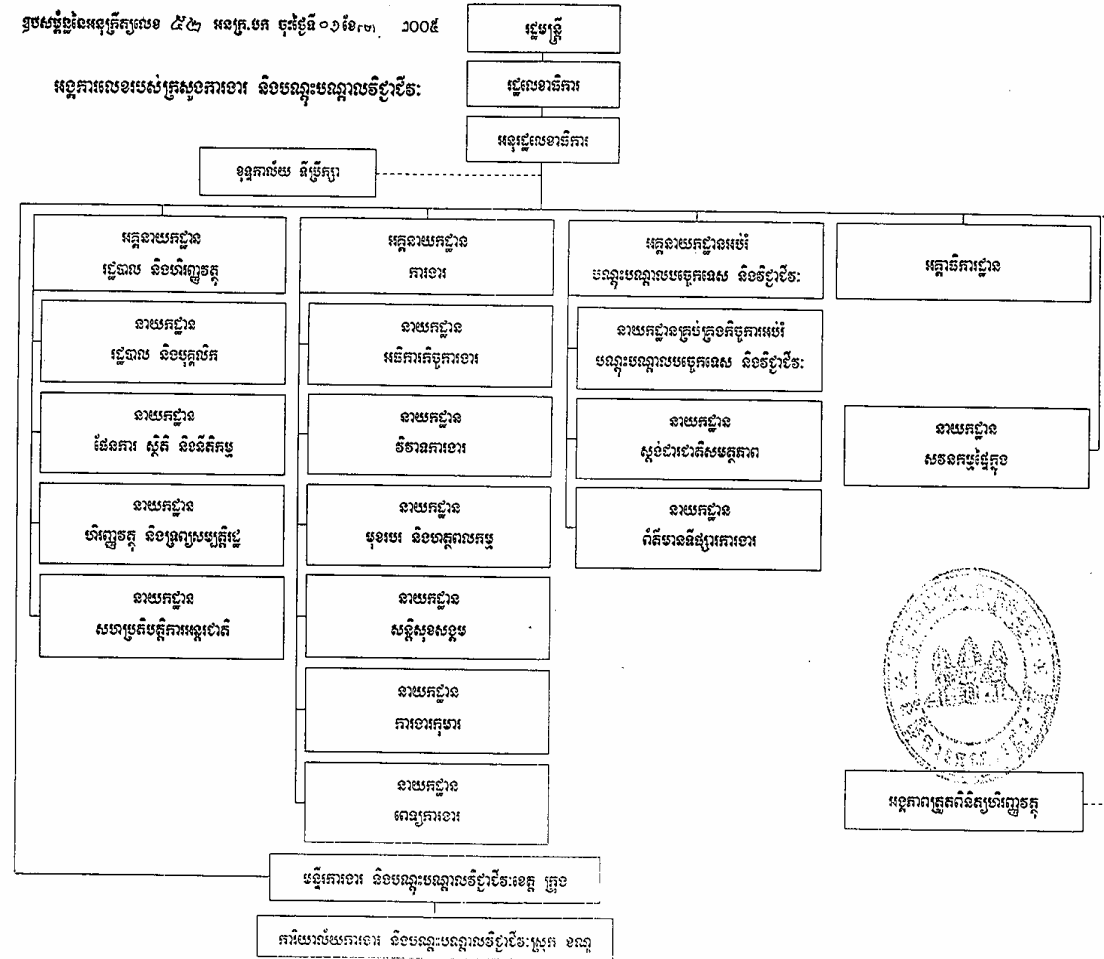 ឧបសម្ព័ន្ធនៃអនុក្រឹត្យលេខ ៥២ អនក្រ.បក ចុះថ្ងៃទី ០១ ខែ ២០០៥
អង្គការលេខរបស់ក្រសួងការងារ និងបណ្តុះបណ្តាលវិជ្ជាជីវៈ
រដ្ឋមន្ត្រី
រដ្ឋលេខាធិការ
អនុរដ្ឋលេខាធិការ
ខុទ្ទកាល័យ ទីប្រឹក្សា
អគ្គនាយកដ្ឋាន
រដ្ឋបាល និងហិរញ្ញវត្ថុ
នាយកដ្ឋាន
រដ្ឋបាល និងបុគ្គលិក
នាយកដ្ឋាន
ផែនការ ស្ថិតិ និងនីតិកម្ម
នាយកដ្ឋាន
ហិរញ្ញវត្ថុ និងទ្រព្យសម្បត្តិរដ្ឋ
នាយកដ្ឋាន
សហប្រតិបត្តិការអន្តរជាតិ
អគ្គនាយកដ្ឋាន
ការងារ
នាយកដ្ឋាន
អធិការកិច្ចការងារ
នាយកដ្ឋាន
វិវាទការងារ
នាយកដ្ឋាន
មុខរបរ និងហត្ថពលកម្ម
នាយកដ្ឋាន
សន្តិសុខសង្គម
នាយកដ្ឋាន
ការងារកុមារ
នាយកដ្ឋាន
ពេទ្យការងារ
អគ្គនាយកដ្ឋានអប់រំ
បណ្តុះបណ្តាលបច្ចេកទេស និងវិជ្ជាជីវៈ
នាយកដ្ឋានគ្រប់គ្រងកិច្ចការអប់រំ
បណ្តុះបណ្តាលបច្ចេកទេស និងវិជ្ជាជីវៈ
នាយកដ្ឋាន
ស្តង់ដារជាតិសមត្ថភាព
នាយកដ្ឋាន
ព័ត៌មានទីផ្សារការងារ
អគ្គាធិការដ្ឋាន
នាយកដ្ឋាន
សវនកម្មផ្ទៃក្នុង
អង្គភាពត្រួតពិនិត្យហិរញ្ញវត្ថុ
មន្ទីរការងារ និងបណ្តុះបណ្តាលវិជ្ជាជីវៈខេត្ត ក្រុង
ការិយាល័យការងារ និងបណ្តុះបណ្តាលវិជ្ជាជីវៈស្រុក ខណ្ឌ